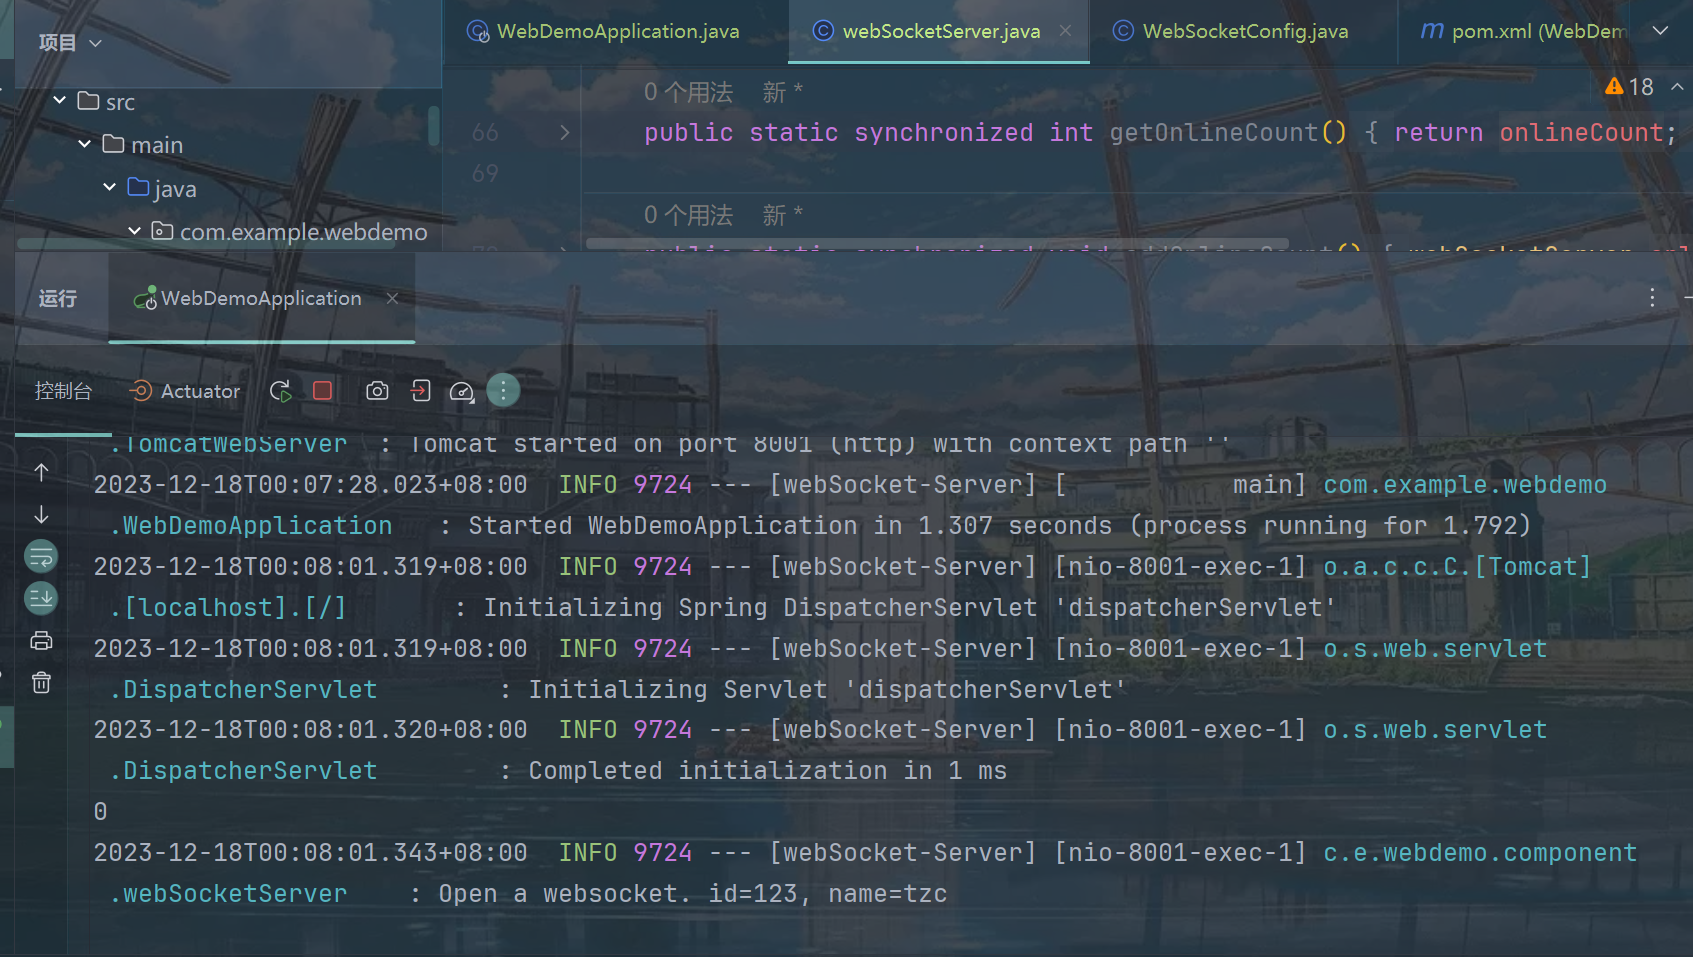 项目
WebDemoApplication.java
webSocketServer.java
WebSocketConfig.java
pom.xml (WebDem
src
main
java
com.example.webdemo
0 个用法 新 *
18
66 public static synchronized int getOnlineCount() { return onlineCount;
69
0 个用法 新 *
运行
WebDemoApplication
控制台
Actuator
.TomcatWebServer : Tomcat started on port 8001 (http) with context path ''
2023-12-18T00:07:28.023+08:00 INFO 9724 --- [webSocket-Server] [ main] com.example.webdemo
.WebDemoApplication : Started WebDemoApplication in 1.307 seconds (process running for 1.792)
2023-12-18T00:08:01.319+08:00 INFO 9724 --- [webSocket-Server] [nio-8001-exec-1] o.a.c.c.C.[Tomcat]
.[localhost].[/] : Initializing Spring DispatcherServlet 'dispatcherServlet'
2023-12-18T00:08:01.319+08:00 INFO 9724 --- [webSocket-Server] [nio-8001-exec-1] o.s.web.servlet
.DispatcherServlet : Initializing Servlet 'dispatcherServlet'
2023-12-18T00:08:01.320+08:00 INFO 9724 --- [webSocket-Server] [nio-8001-exec-1] o.s.web.servlet
.DispatcherServlet : Completed initialization in 1 ms
0
2023-12-18T00:08:01.343+08:00 INFO 9724 --- [webSocket-Server] [nio-8001-exec-1] c.e.webdemo.component
.webSocketServer : Open a websocket. id=123, name=tzc